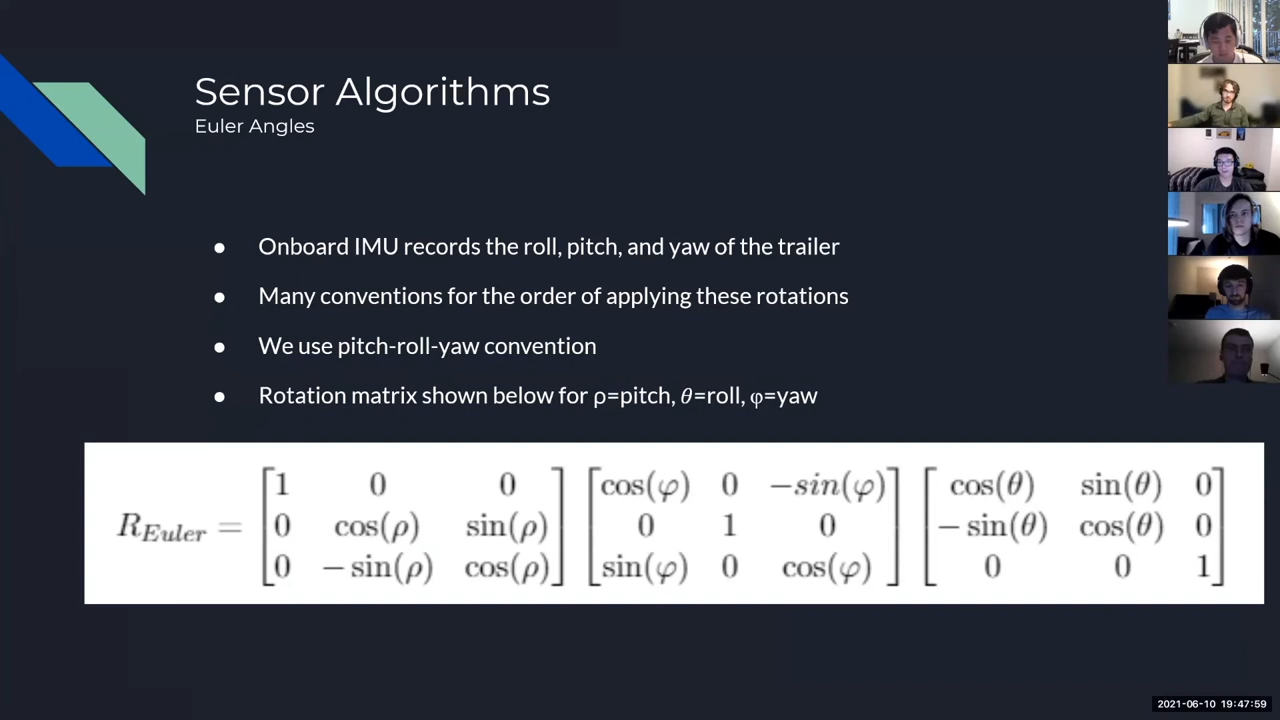 Sensor Algorithms
Euler Angles
● Onboard IMU records the roll, pitch, and yaw of the trailer
● Many conventions for the order of applying these rotations
● We use pitch-roll-yaw convention
● Rotation matrix shown below for ρ=pitch, θ=roll, φ=yaw
[1 0 0] [cos(φ) 0 −sin(φ)] [cos(θ) sin(θ) 0]
R_Euler = [0 cos(ρ) sin(ρ)] [0 1 0] [−sin(θ) cos(θ) 0]
[0 −sin(ρ) cos(ρ)] [sin(φ) 0 cos(φ)] [0 0 1]
2021-06-10 19:47:59